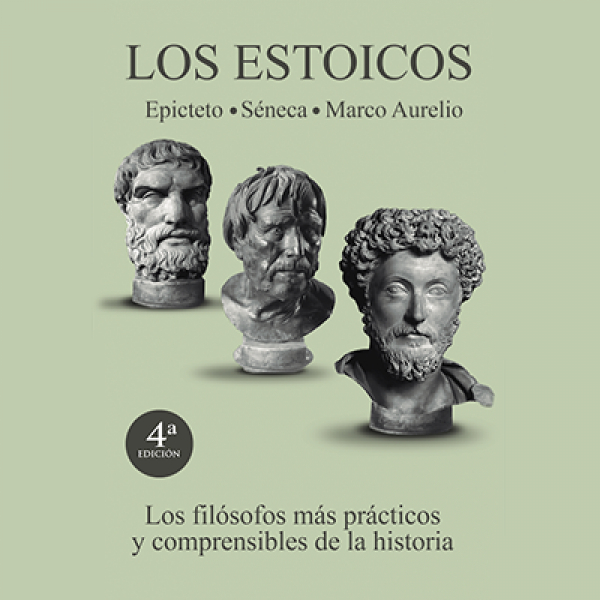 LOS ESTOICOS
Epicteto • Séneca • Marco Aurelio
4ª
EDICIÓN
Los filósofos más prácticos
y comprensibles de la historia